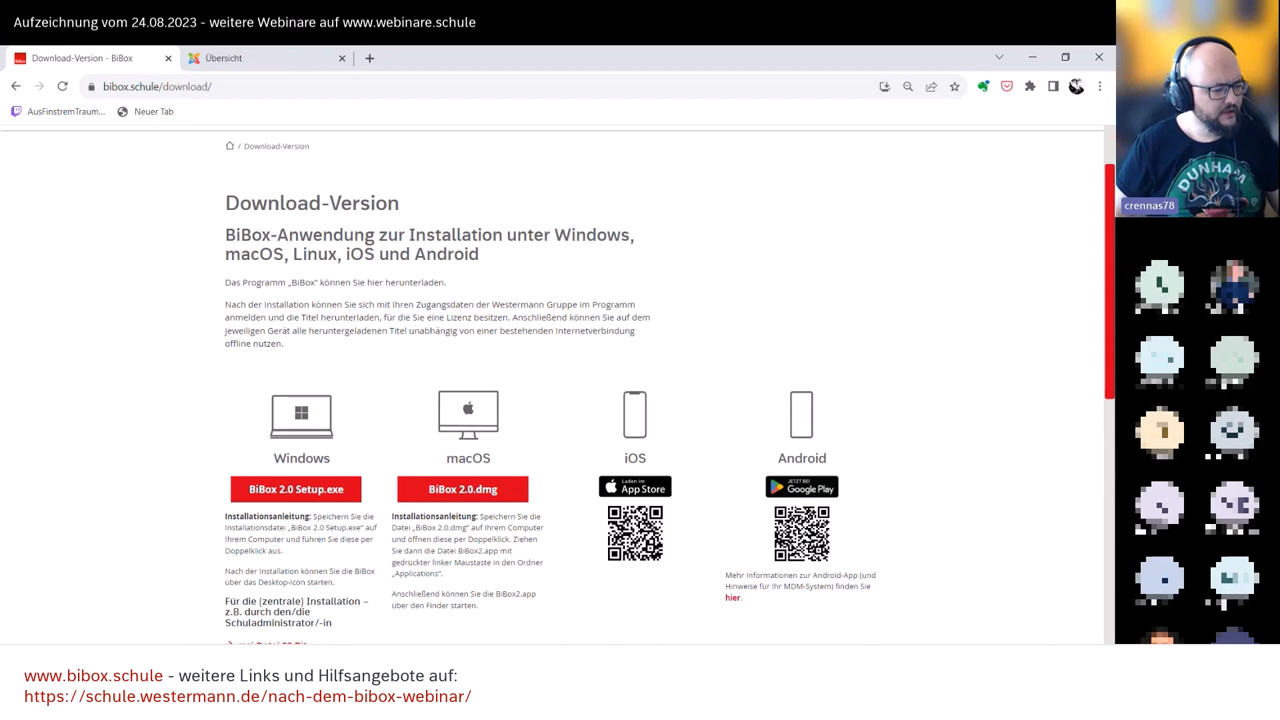 Aufzeichnung vom 24.08.2023 - weitere Webinare auf www.webinare.schule
Download-Version - BiBox
Übersicht
bibox.schule/download/
AusFinstremTraum...
Neuer Tab
DUNHAM
crennas78
/ Download-Version
Download-Version
BiBox-Anwendung zur Installation unter Windows,
macOS, Linux, iOS und Android
Das Programm „BiBox“ können Sie hier herunterladen.
Nach der Installation können Sie sich mit Ihren Zugangsdaten der Westermann Gruppe im Programm
anmelden und die Titel herunterladen, für die Sie eine Lizenz besitzen. Anschließend können Sie auf dem
jeweiligen Gerät alle heruntergeladenen Titel unabhängig von einer bestehenden Internetverbindung
offline nutzen.
Windows
BiBox 2.0 Setup.exe
Installationsanleitung: Speichern Sie die
Installationsdatei „BiBox 2.0 Setup.exe“ auf
Ihrem Computer und führen Sie diese per
Doppelklick aus.
Nach der Installation können Sie die BiBox
über das Desktop-Icon starten.
Für die (zentrale) Installation –
z.B. durch den/die
Schuladministrator/-in
macOS
BiBox 2.0.dmg
Installationsanleitung: Speichern Sie die
Datei „BiBox 2.0.dmg“ auf Ihrem Computer
und öffnen diese per Doppelklick. Ziehen
Sie dann die Datei BiBox2.app mit
gedrückter linker Maustaste in den Ordner
„Applications“.
Anschließend können Sie die BiBox2.app
über den Finder starten.
iOS
Laden im
App Store
Android
JETZT BEI
Google Play
Mehr Informationen zur Android-App (und
Hinweise für Ihr MDM-System) finden Sie
hier.
www.bibox.schule - weitere Links und Hilfsangebote auf:
https://schule.westermann.de/nach-dem-bibox-webinar/